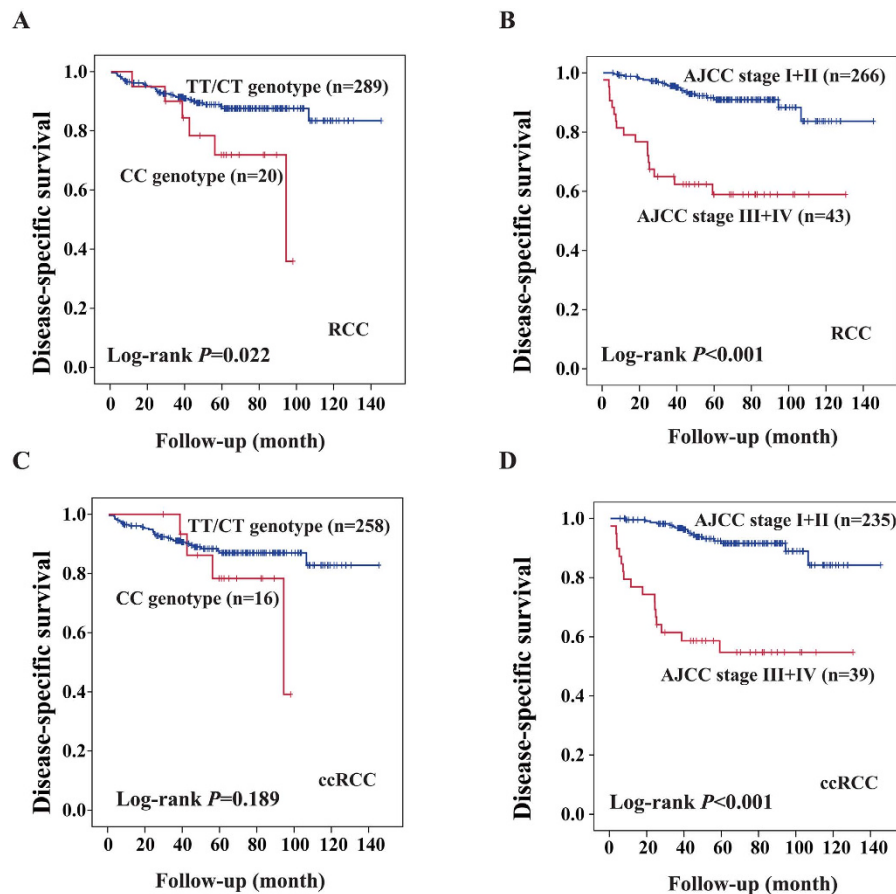 A
Disease-specific survival
1.0
0.8
0.6
0.4
0.2
0.0
TT/CT genotype (n=289)
CC genotype (n=20)
RCC
Log-rank P=0.022
0 20 40 60 80 100 120 140
Follow-up (month)
B
Disease-specific survival
1.0
0.8
0.6
0.4
0.2
0.0
AJCC stage I+II (n=266)
AJCC stage III+IV (n=43)
RCC
Log-rank P<0.001
0 20 40 60 80 100 120 140
Follow-up (month)
C
Disease-specific survival
1.0
0.8
0.6
0.4
0.2
0.0
TT/CT genotype (n=258)
CC genotype (n=16)
ccRCC
Log-rank P=0.189
0 20 40 60 80 100 120 140
Follow-up (month)
D
Disease-specific survival
1.0
0.8
0.6
0.4
0.2
0.0
AJCC stage I+II (n=235)
AJCC stage III+IV (n=39)
ccRCC
Log-rank P<0.001
0 20 40 60 80 100 120 140
Follow-up (month)